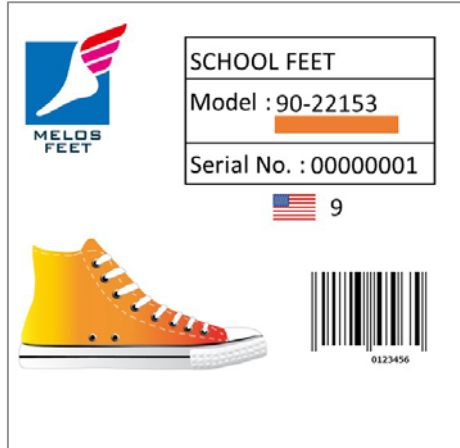 MELOS
FEET
SCHOOL FEET
Model : 90-22153
Serial No. : 00000001
9
0123456